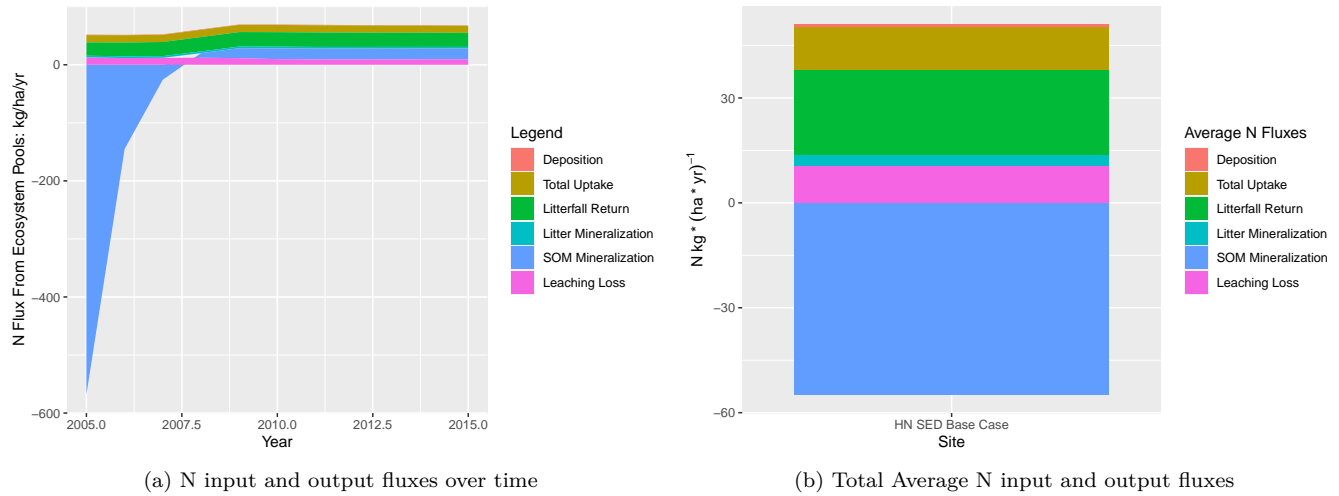 N Flux From Ecosystem Pools: kg/ha/yr
0
−200
−400
−600
2005.0 2007.5 2010.0 2012.5 2015.0
Year
Legend
Deposition
Total Uptake
Litterfall Return
Litter Mineralization
SOM Mineralization
Leaching Loss
(a) N input and output fluxes over time
N kg * (ha * yr)⁻¹
30
0
−30
−60
HN SED Base Case
Site
Average N Fluxes
Deposition
Total Uptake
Litterfall Return
Litter Mineralization
SOM Mineralization
Leaching Loss
(b) Total Average N input and output fluxes